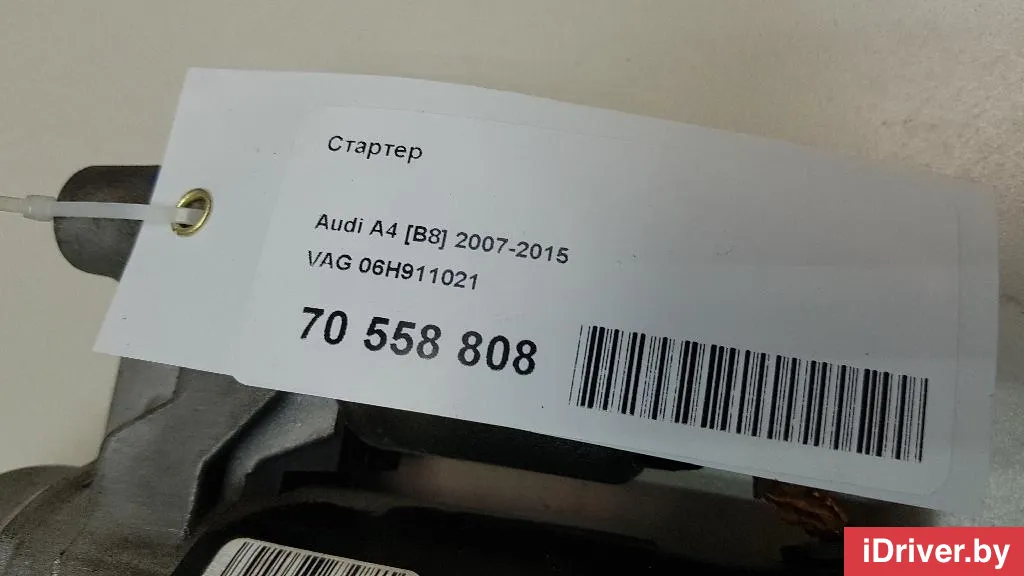 Стартер
Audi A4 [B8] 2007-2015
VAG 06H911021
70 558 808
iDriver.by